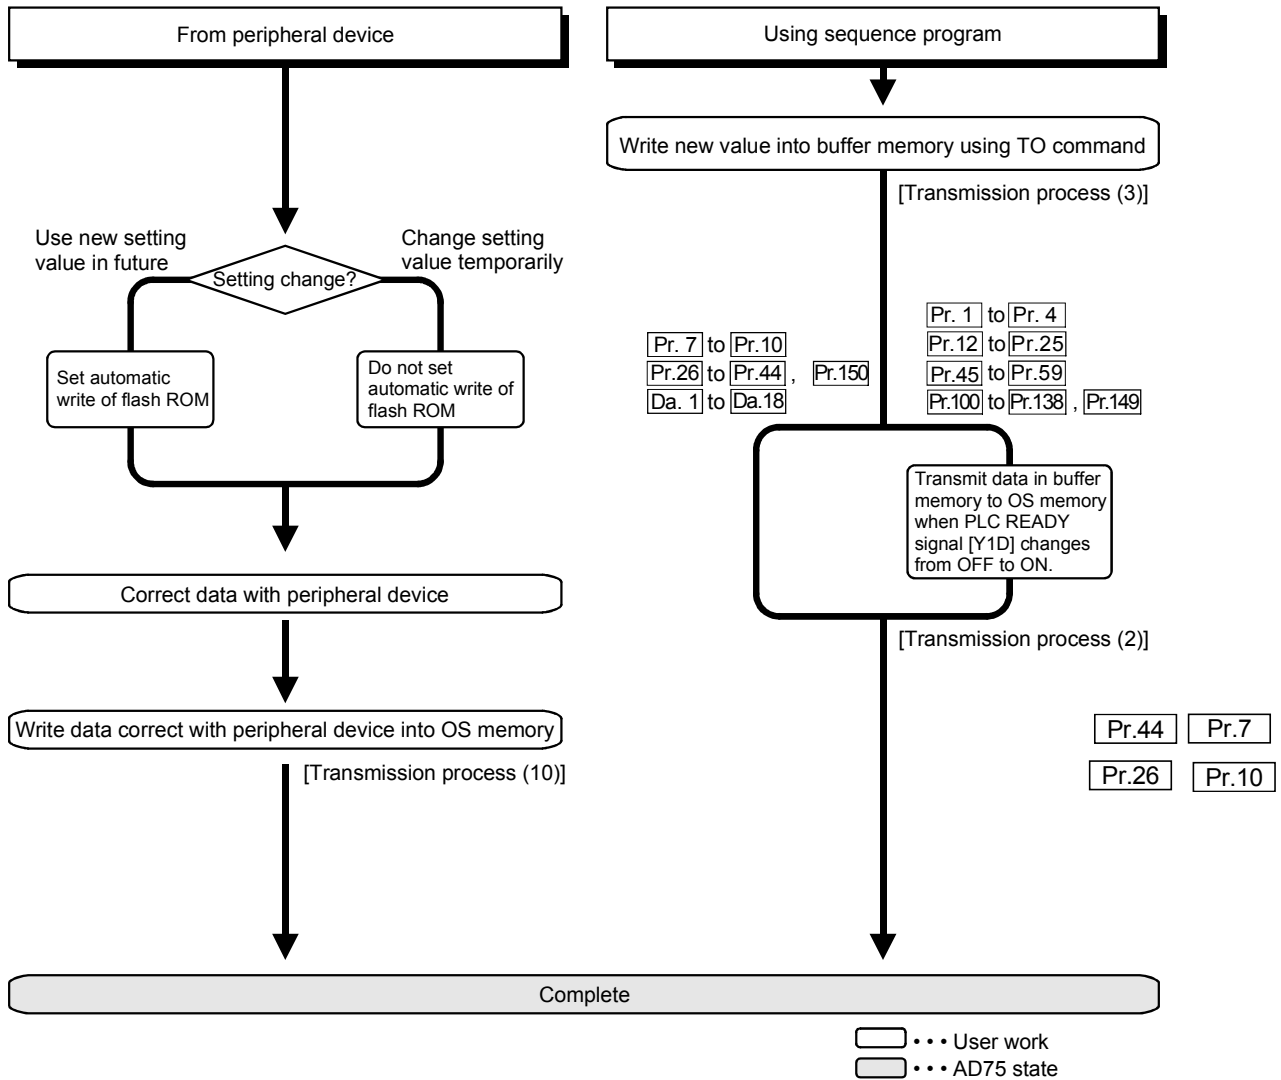 From peripheral device
Using sequence program
Write new value into buffer memory using TO command
[Transmission process (3)]
Use new setting
value in future
Change setting
value temporarily
Setting change?
Set automatic
write of flash ROM
Do not set
automatic write of
flash ROM
Pr. 7 to Pr.10
Pr.26 to Pr.44 , Pr.150
Da. 1 to Da.18
Pr. 1 to Pr. 4
Pr.12 to Pr.25
Pr.45 to Pr.59
Pr.100 to Pr.138 , Pr.149
Transmit data in buffer
memory to OS memory
when PLC READY
signal [Y1D] changes
from OFF to ON.
Correct data with peripheral device
[Transmission process (2)]
Write data correct with peripheral device into OS memory
[Transmission process (10)]
Pr.44 Pr.7
Pr.26 Pr.10
Complete
• • • User work
• • • AD75 state